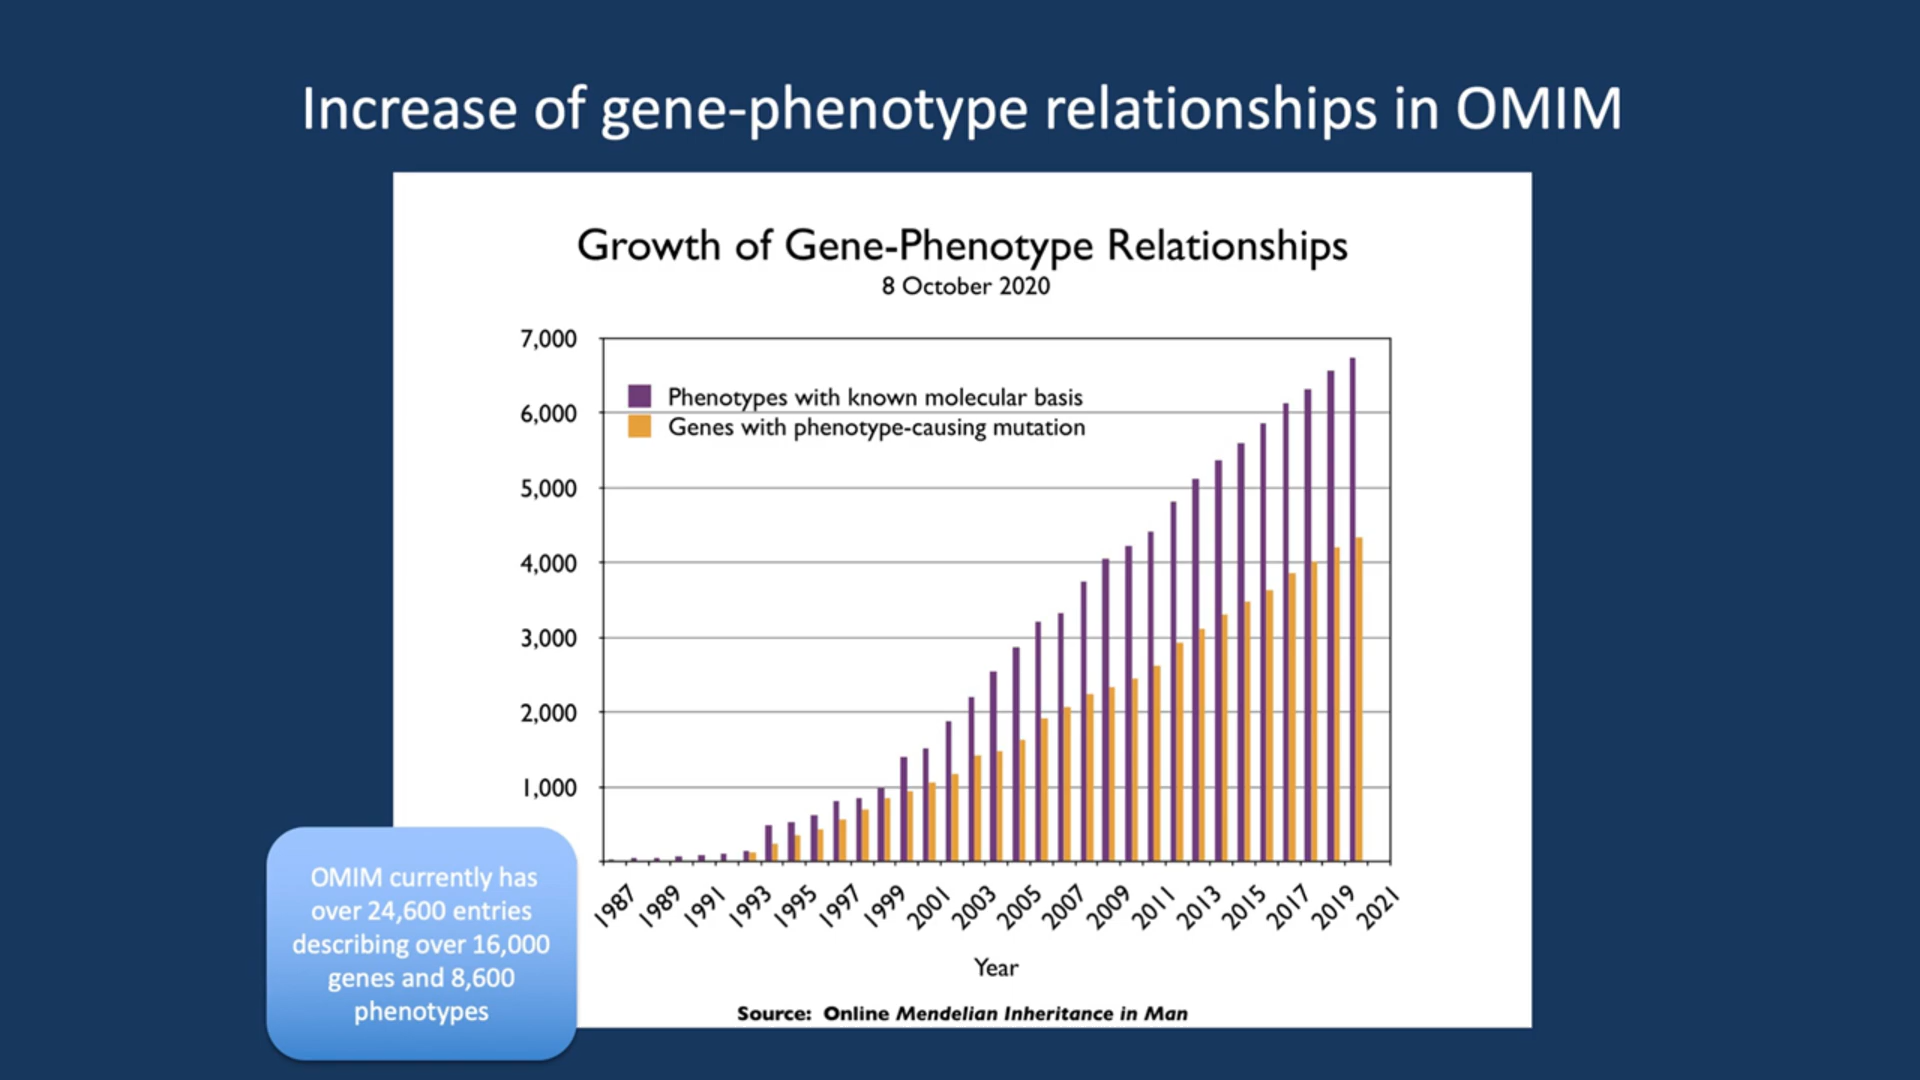 Increase of gene-phenotype relationships in OMIM
Growth of Gene-Phenotype Relationships
8 October 2020
7,000
6,000
5,000
4,000
3,000
2,000
1,000
Phenotypes with known molecular basis
Genes with phenotype-causing mutation
1987 1989 1991 1993 1995 1997 1999 2001 2003 2005 2007 2009 2011 2013 2015 2017 2019 2021
Year
Source: Online Mendelian Inheritance in Man
OMIM currently has
over 24,600 entries
describing over 16,000
genes and 8,600
phenotypes